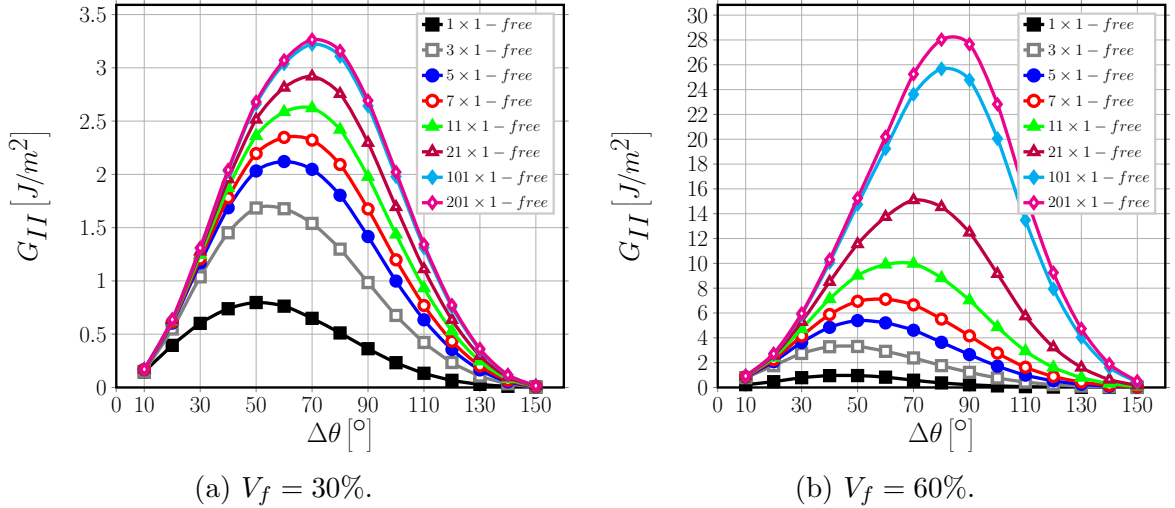 3.5
3
2.5
2
1.5
1
0.5
0
G_{II} [J/m^2]
0 10 30 50 70 90 110 130 150
Δθ [°]
1 × 1 − free
3 × 1 − free
5 × 1 − free
7 × 1 − free
11 × 1 − free
21 × 1 − free
101 × 1 − free
201 × 1 − free
(a) V_f = 30%.
30
28
26
24
22
20
18
16
14
12
10
8
6
4
2
0
G_{II} [J/m^2]
0 10 30 50 70 90 110 130 150
Δθ [°]
1 × 1 − free
3 × 1 − free
5 × 1 − free
7 × 1 − free
11 × 1 − free
21 × 1 − free
101 × 1 − free
201 × 1 − free
(b) V_f = 60%.